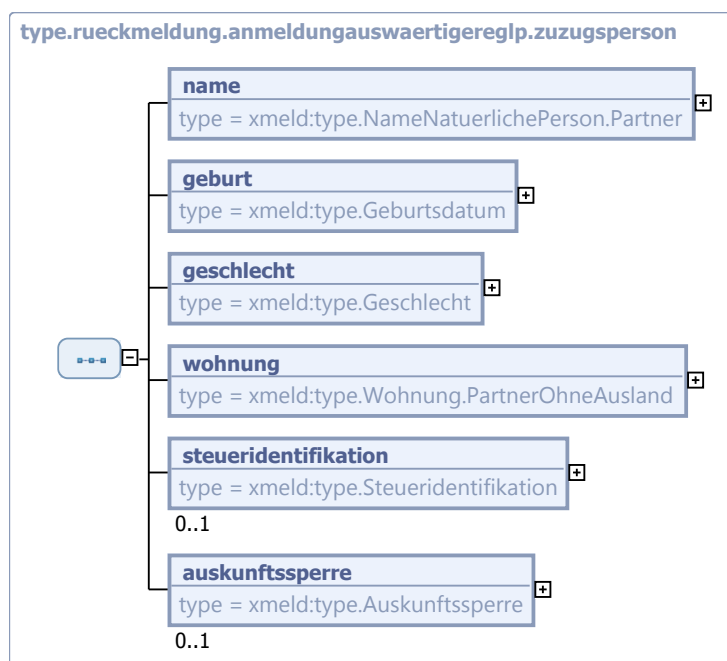 type.rueckmeldung.anmeldungauswaertigereglp.zuzugsperson
name
type = xmeld:type.NameNatuerlichePerson.Partner
geburt
type = xmeld:type.Geburtsdatum
geschlecht
type = xmeld:type.Geschlecht
wohnung
type = xmeld:type.Wohnung.PartnerOhneAusland
steueridentifikation
type = xmeld:type.Steueridentifikation
0..1
auskunftssperre
type = xmeld:type.Auskunftssperre
0..1